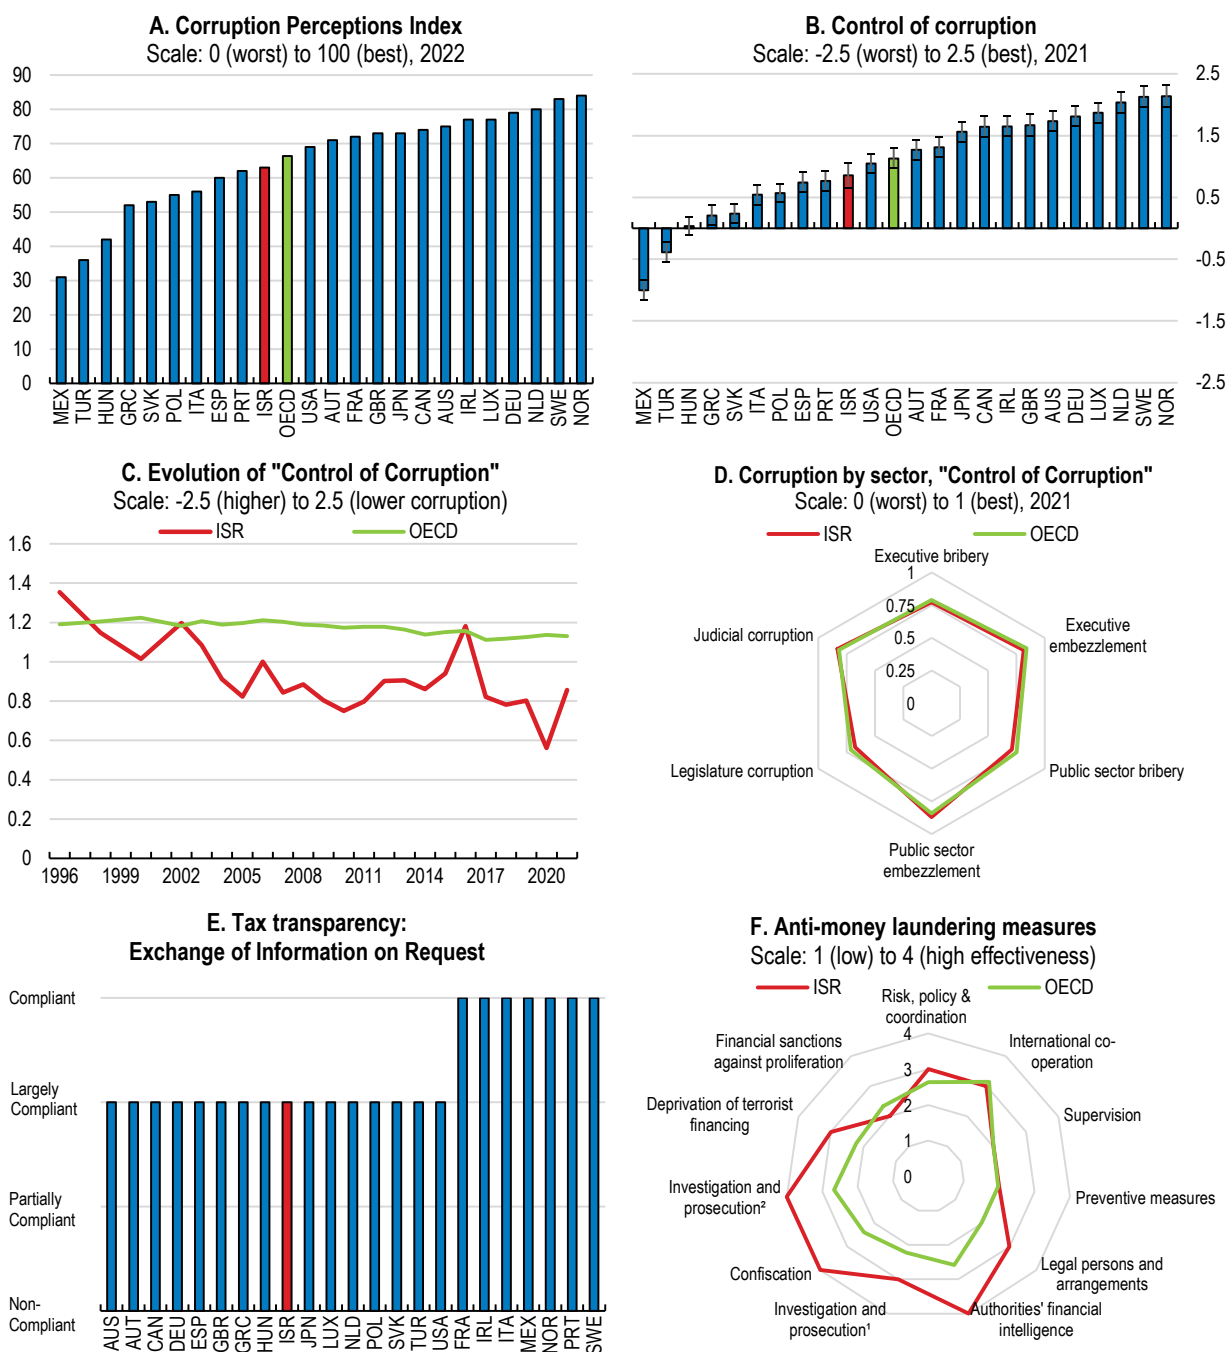 A. Corruption Perceptions Index
Scale: 0 (worst) to 100 (best), 2022
90
80
70
60
50
40
30
20
10
0
MEX TUR HUN GRC SVK POL ITA ESP PRT ISR OECD USA AUT FRA GBR JPN CAN AUS IRL LUX DEU NLD SWE NOR
B. Control of corruption
Scale: -2.5 (worst) to 2.5 (best), 2021
2.5
1.5
0.5
-0.5
-1.5
-2.5
MEX TUR HUN GRC SVK ITA POL ESP PRT ISR USA OECD AUT FRA JPN CAN IRL GBR AUS DEU LUX NLD SWE NOR
C. Evolution of "Control of Corruption"
Scale: -2.5 (higher) to 2.5 (lower corruption)
ISR OECD
1.6
1.4
1.2
1
0.8
0.6
0.4
0.2
0
1996 1999 2002 2005 2008 2011 2014 2017 2020
D. Corruption by sector, "Control of Corruption"
Scale: 0 (worst) to 1 (best), 2021
ISR OECD
Executive bribery
Executive
embezzlement
Public sector bribery
Public sector
embezzlement
Legislature corruption
Judicial corruption
1
0.75
0.5
0.25
0
E. Tax transparency:
Exchange of Information on Request
Compliant
Largely
Compliant
Partially
Compliant
Non-
Compliant
AUS AUT CAN DEU ESP GBR GRC HUN ISR JPN LUX NLD POL SVK TUR USA FRA IRL ITA MEX NOR PRT SWE
F. Anti-money laundering measures
Scale: 1 (low) to 4 (high effectiveness)
ISR OECD
Risk, policy &
coordination
International co-
operation
Supervision
Preventive measures
Legal persons and
arrangements
Authorities' financial
intelligence
Investigation and
prosecution¹
Confiscation
Investigation and
prosecution²
Deprivation of terrorist
financing
Financial sanctions
against proliferation
4
3
2
1
0